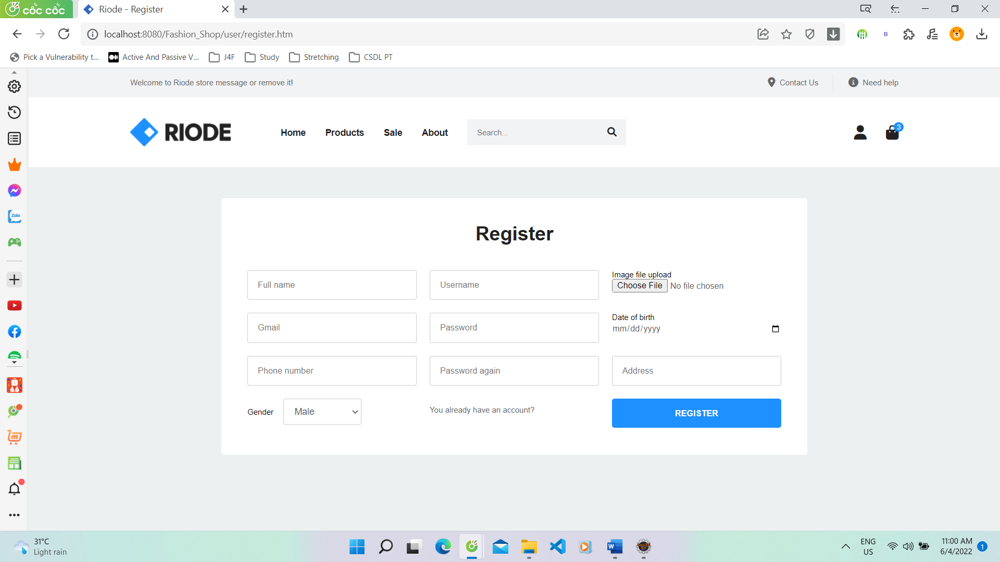 cốc cốc
Riode - Register
localhost:8080/Fashion_Shop/user/register.htm
B
Pick a Vulnerability t...
Active And Passive V...
J4F
Study
Stretching
CSDL PT
Welcome to Riode store message or remove it!
Contact Us
Need help
RIODE
Home
Products
Sale
About
Search...
3
Zalo
Register
Full name
Username
Image file upload
Choose File No file chosen
Gmail
Password
Date of birth
mm/dd/yyyy
Phone number
Password again
Address
Gender
Male
You already have an account?
REGISTER
31°C
Light rain
ENG
US
11:00 AM
6/4/2022
1